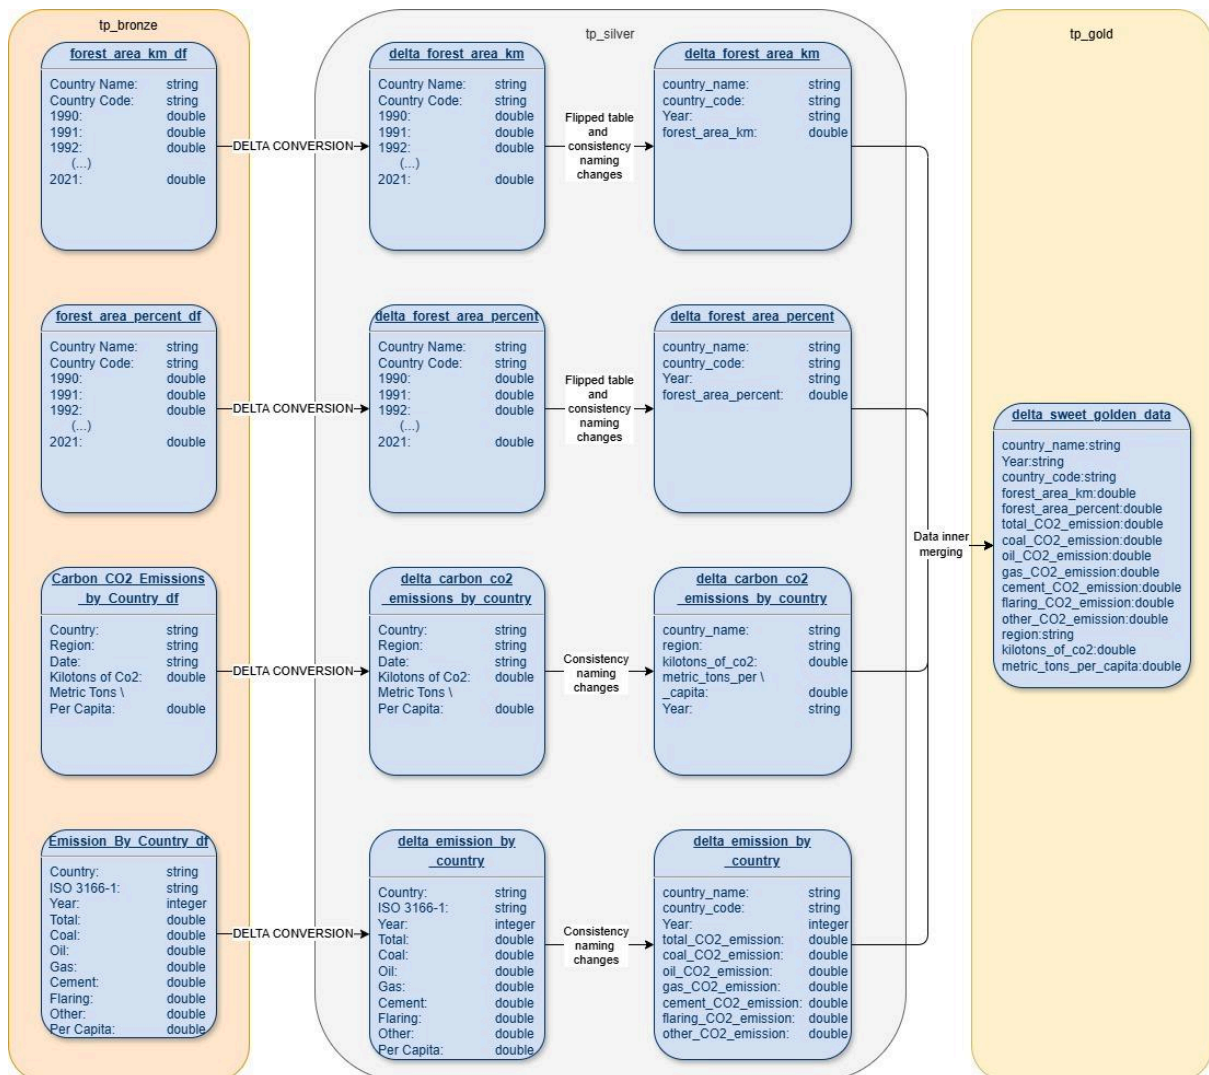 tp_bronze
forest_area_km_df
Country Name: string
Country Code: string
1990: double
1991: double
1992: double
(...)
2021: double
forest_area_percent_df
Country Name: string
Country Code: string
1990: double
1991: double
1992: double
(...)
2021: double
Carbon_CO2_Emissions
_by_Country_df
Country: string
Region: string
Date: string
Kilotons of Co2: double
Metric Tons \
Per Capita: double
Emission_By_Country_df
Country: string
ISO 3166-1: string
Year: integer
Total: double
Coal: double
Oil: double
Gas: double
Cement: double
Flaring: double
Other: double
Per Capita: double
DELTA CONVERSION
DELTA CONVERSION
DELTA CONVERSION
DELTA CONVERSION
tp_silver
delta_forest_area_km
Country Name: string
Country Code: string
1990: double
1991: double
1992: double
(...)
2021: double
delta_forest_area_percent
Country Name: string
Country Code: string
1990: double
1991: double
1992: double
(...)
2021: double
delta_carbon_co2
_emissions_by_country
Country: string
Region: string
Date: string
Kilotons of Co2: double
Metric Tons \
Per Capita: double
delta_emission_by
_country
Country: string
ISO 3166-1: string
Year: integer
Total: double
Coal: double
Oil: double
Gas: double
Cement: double
Flaring: double
Other: double
Per Capita: double
Flipped table
and
consistency
naming
changes
Flipped table
and
consistency
naming
changes
Consistency
naming
changes
Consistency
naming
changes
delta_forest_area_km
country_name: string
country_code: string
Year: string
forest_area_km: double
delta_forest_area_percent
country_name: string
country_code: string
Year: string
forest_area_percent: double
delta_carbon_co2
_emissions_by_country
country_name: string
region: string
kilotons_of_co2: double
metric_tons_per \
_capita: double
Year: string
delta_emission_by
_country
country_name: string
country_code: string
Year: integer
total_CO2_emission: double
coal_CO2_emission: double
oil_CO2_emission: double
gas_CO2_emission: double
cement_CO2_emission: double
flaring_CO2_emission: double
other_CO2_emission: double
Data inner
merging
tp_gold
delta_sweet_golden_data
country_name:string
Year:string
country_code:string
forest_area_km:double
forest_area_percent:double
total_CO2_emission:double
coal_CO2_emission:double
oil_CO2_emission:double
gas_CO2_emission:double
cement_CO2_emission:double
flaring_CO2_emission:double
other_CO2_emission:double
region:string
kilotons_of_co2:double
metric_tons_per_capita:double